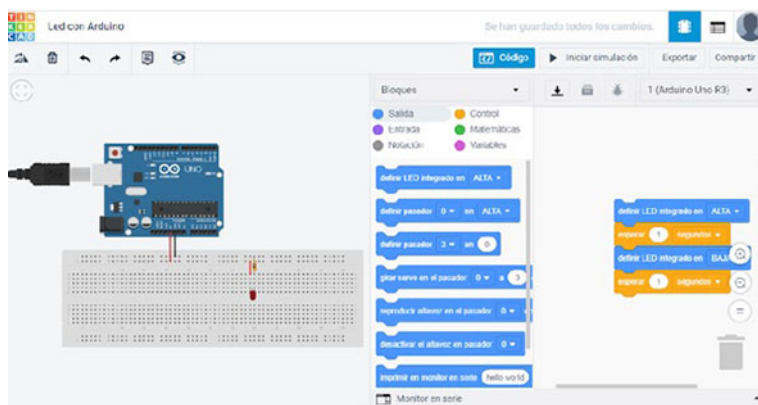 TIN
KER
CAD
Led con Arduino
Se han guardado todos los cambios.
Código
Iniciar simulación
Exportar
Compartir
Bloques
1 (Arduino Uno R3)
Salida
Control
Entrada
Matemáticas
Notación
Variables
UNO
definir LED integrado en ALTA
definir pasador 0 en ALTA
definir pasador 3 en 0
girar servo en el pasador 0 a
reproducir altavoz en el pasador 0
desactivar el altavoz en pasador 0
imprimir en monitor en serie hello world
definir LED integrado en ALTA
esperar 1 segundos
definir LED integrado en BAJ
esperar 1 segundos
Monitor en serie